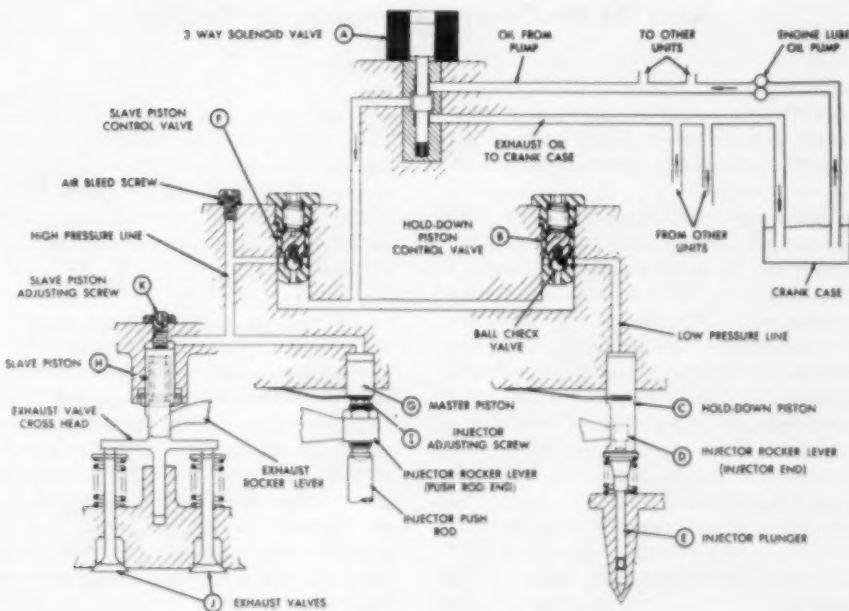 3 WAY SOLENOID VALVE
A
OIL FROM
PUMP
TO OTHER
UNITS
ENGINE LUBE
OIL PUMP
SLAVE PISTON
CONTROL VALVE
F
EXHAUST OIL
TO CRANK CASE
AIR BLEED SCREW
HIGH PRESSURE LINE
HOLD-DOWN
PISTON
CONTROL VALVE
B
FROM OTHER
UNITS
CRANK CASE
SLAVE PISTON
ADJUSTING SCREW
K
BALL CHECK
VALVE
LOW PRESSURE LINE
SLAVE PISTON
H
G
MASTER PISTON
C
HOLD-DOWN PISTON
EXHAUST VALVE
CROSS HEAD
I
INJECTOR
ADJUSTING SCREW
D
INJECTOR ROCKER LEVER
(INJECTOR END)
EXHAUST
ROCKER LEVER
INJECTOR ROCKER LEVER
(PUSH ROD END)
INJECTOR PUSH
ROD
E
INJECTOR PLUNGER
J
EXHAUST VALVES